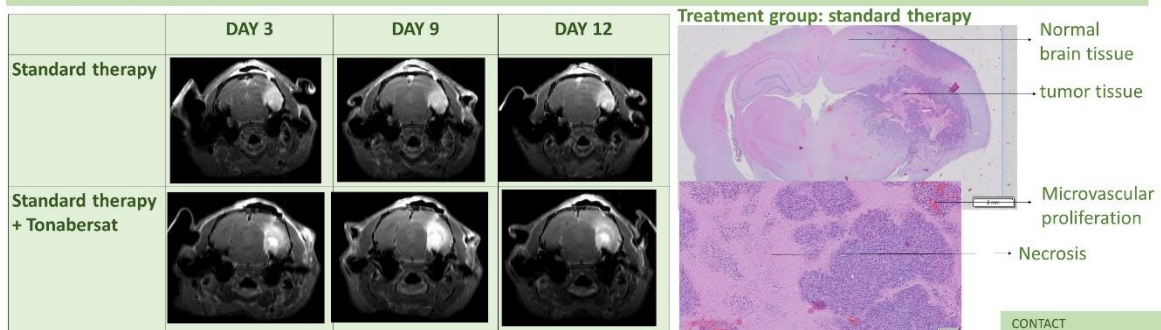 DAY 3
DAY 9
DAY 12
Standard therapy
Standard therapy
+ Tonabersat
Treatment group: standard therapy
Normal
brain tissue
tumor tissue
Microvascular
proliferation
Necrosis
CONTACT